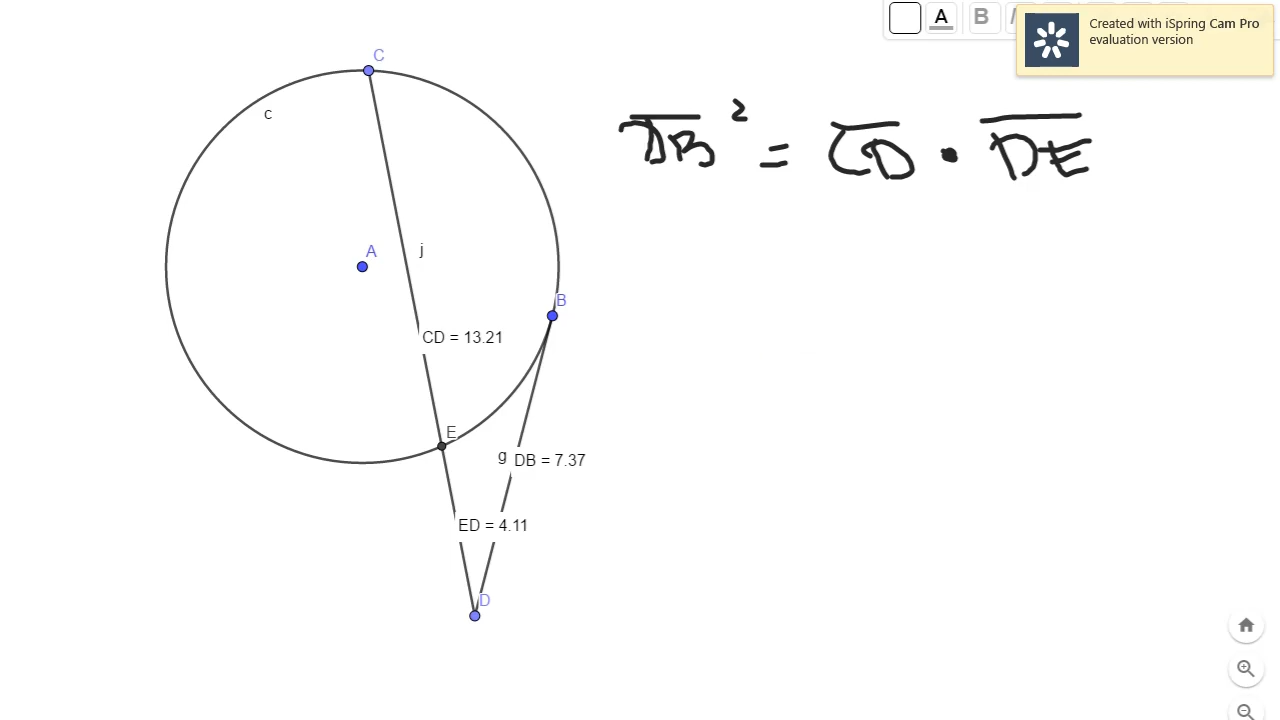 A B
Created with iSpring Cam Pro
evaluation version
C
c
DB² = CD • DE
A
j
B
CD = 13.21
E
g DB = 7.37
ED = 4.11
D